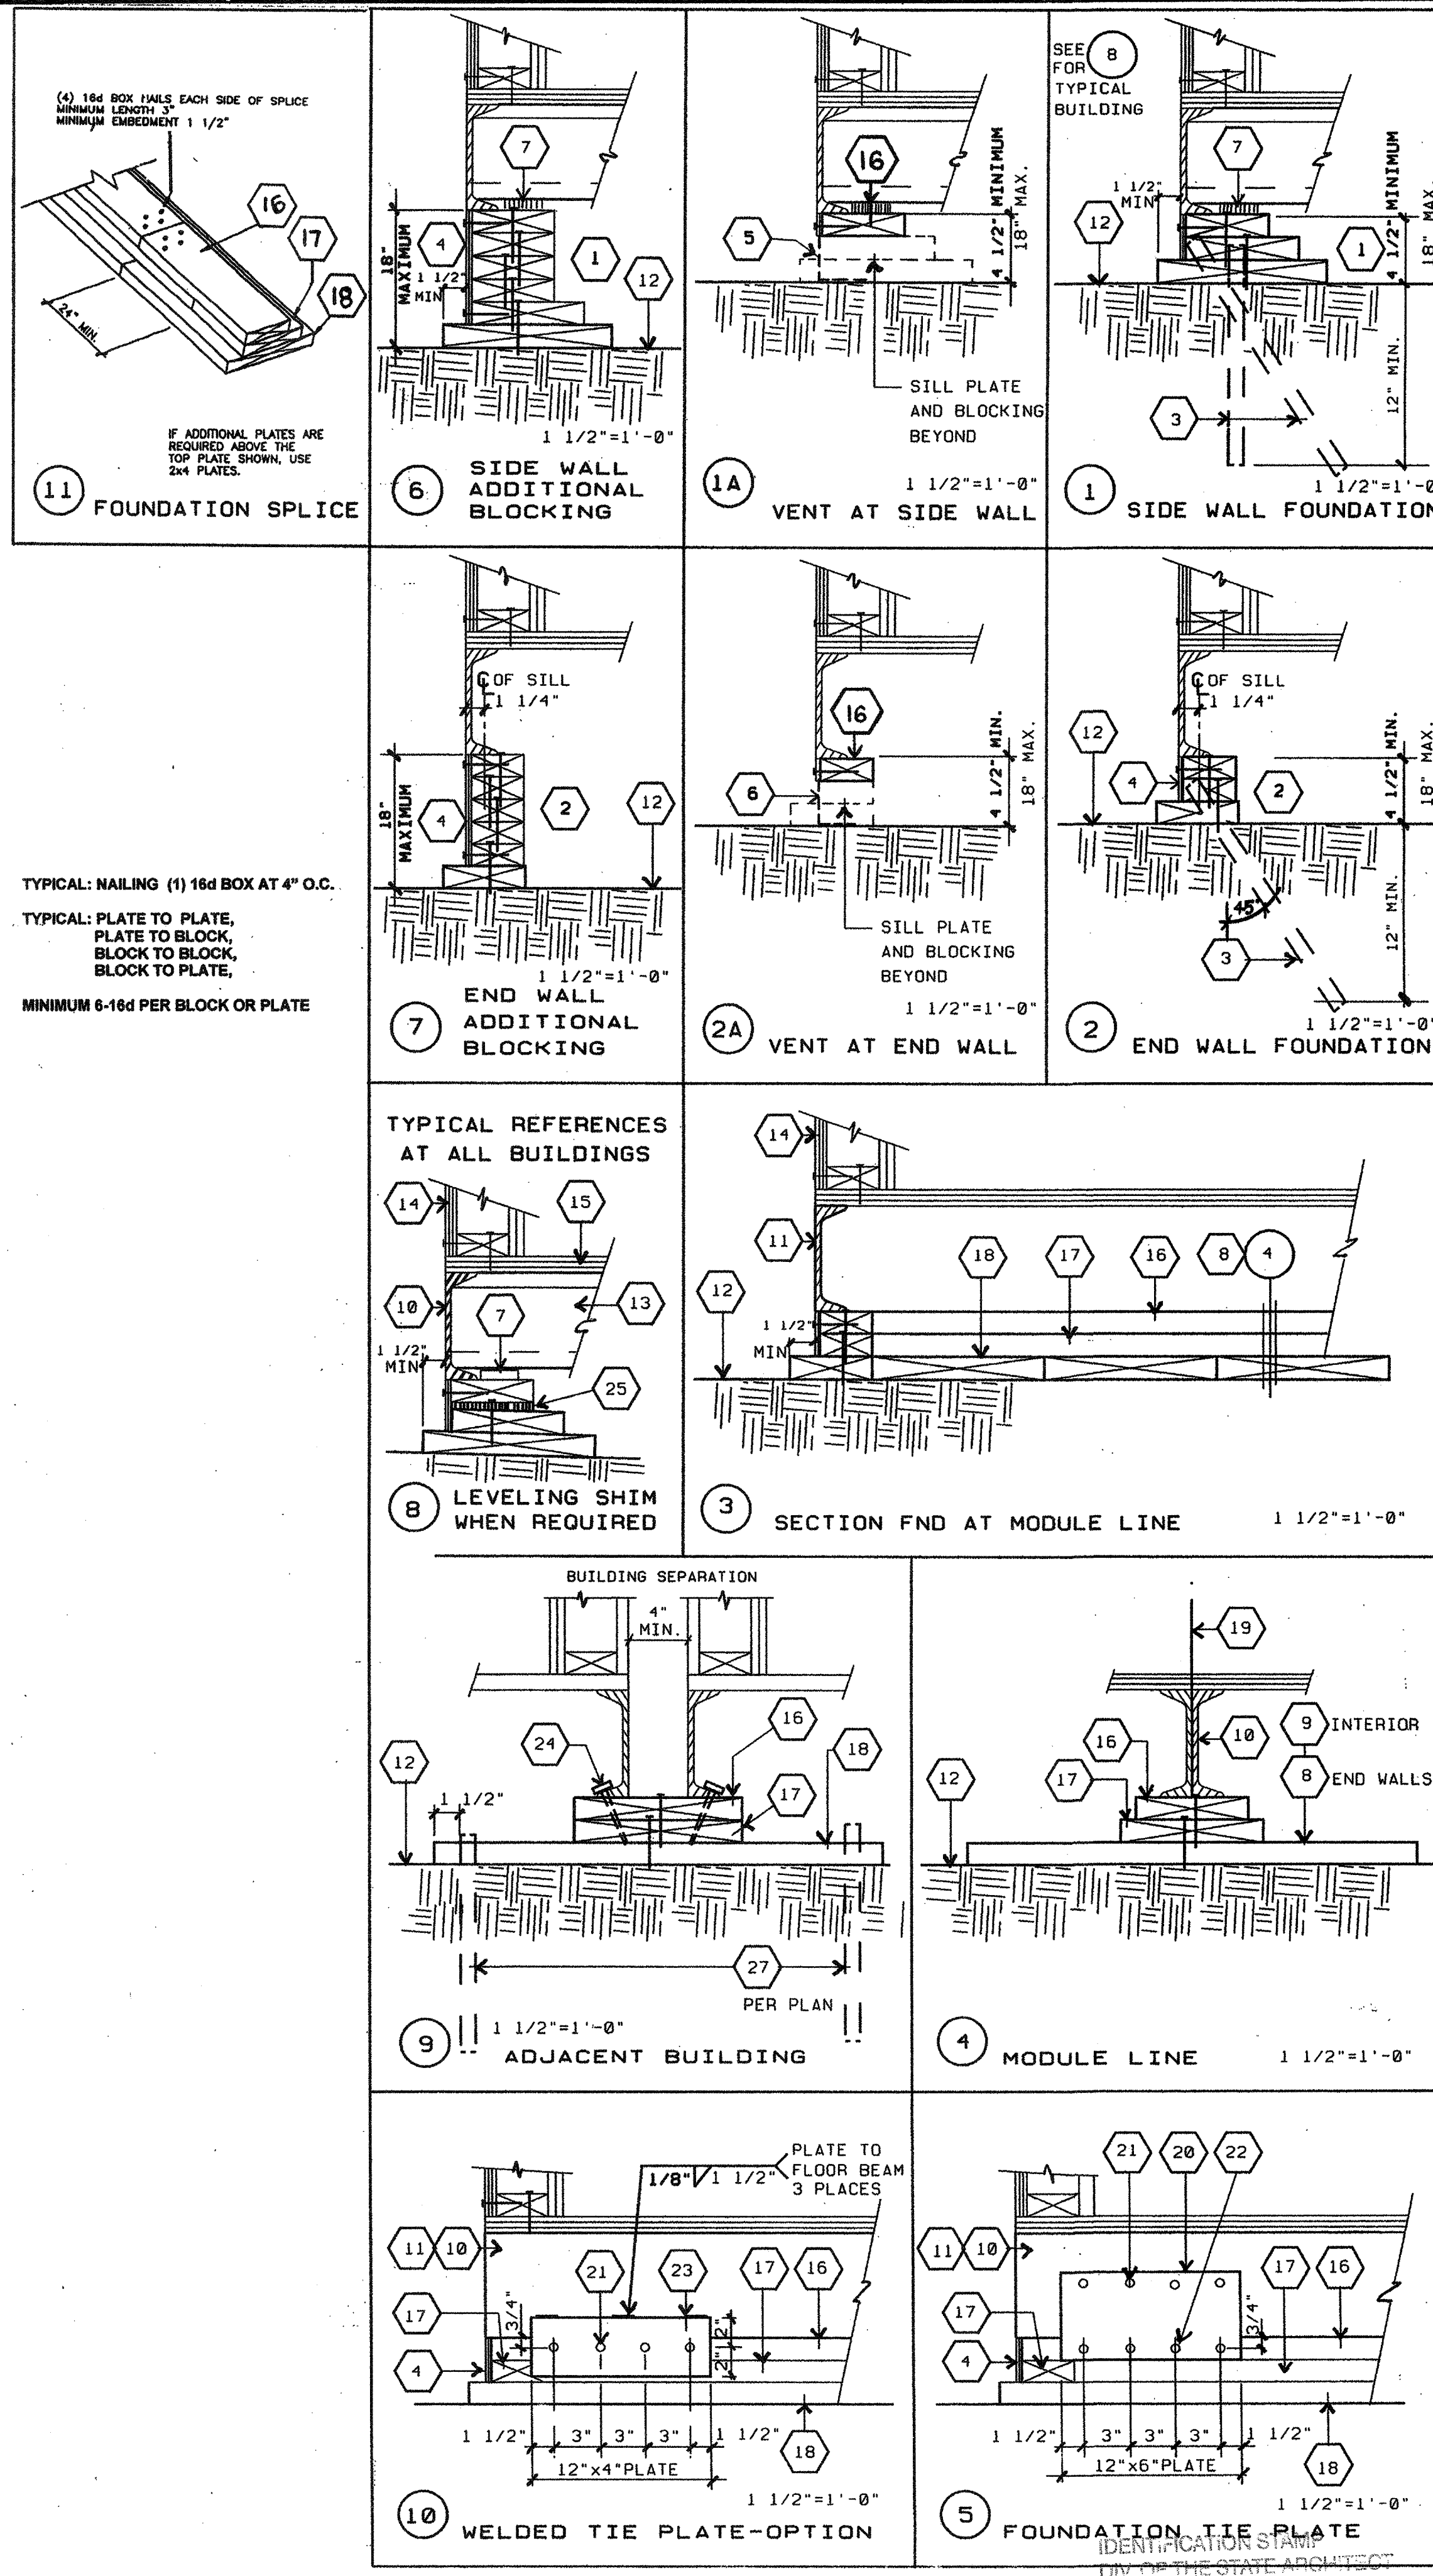 (4) 16d BOX NAILS EACH SIDE OF SPLICE
MINIMUM LENGTH 3"
MINIMUM EMBEDMENT 1 1/2"
16
17
18
24" MIN.
IF ADDITIONAL PLATES ARE
REQUIRED ABOVE THE
TOP PLATE SHOWN, USE
2x4 PLATES.
11
FOUNDATION SPLICE
7
18"
MAXIMUM
4
1
12
1 1/2"
MIN
1 1/2"=1'-0"
6
SIDE WALL
ADDITIONAL
BLOCKING
16
5
4 1/2" MINIMUM
18" MAX.
SILL PLATE
AND BLOCKING
BEYOND
1 1/2"=1'-0"
1A
VENT AT SIDE WALL
SEE 8
FOR
TYPICAL
BUILDING
7
1 1/2"
MIN
12
1
4 1/2" MINIMUM
18" MAX.
12" MIN.
3
1 1/2"=1'-0
1
SIDE WALL FOUNDATION
TYPICAL: NAILING (1) 16d BOX AT 4" O.C.
TYPICAL: PLATE TO PLATE,
PLATE TO BLOCK,
BLOCK TO BLOCK,
BLOCK TO PLATE,
MINIMUM 6-16d PER BLOCK OR PLATE
OF SILL
1 1/4"
18"
MAXIMUM
4
2
12
1 1/2"=1'-0"
7
END WALL
ADDITIONAL
BLOCKING
16
6
4 1/2" MIN.
18" MAX.
SILL PLATE
AND BLOCKING
BEYOND
1 1/2"=1'-0"
2A
VENT AT END WALL
OF SILL
1 1/4"
12
4
2
4 1/2" MIN.
18" MAX.
45°
12" MIN.
3
1 1/2"=1'-0"
2
END WALL FOUNDATION
TYPICAL REFERENCES
AT ALL BUILDINGS
14
15
10
7
13
1 1/2"
MIN
25
8
LEVELING SHIM
WHEN REQUIRED
14
11
18
17
16
8
4
12
1 1/2"
MIN
3
SECTION FND AT MODULE LINE
1 1/2"=1'-0"
BUILDING SEPARATION
4"
MIN.
24
16
12
18
17
1 1/2"
27
PER PLAN
1 1/2"=1'-0"
9
ADJACENT BUILDING
19
16
10
9 INTERIOR
12
17
8 END WALLS
4
MODULE LINE
1 1/2"=1'-0"
PLATE TO
FLOOR BEAM
3 PLACES
1/8" 1 1/2"
11
10
21
23
17
16
17
3/4"
2"
2"
4
1 1/2" 3" 3" 3" 1 1/2"
18
12"x4"PLATE
1 1/2"=1'-0"
10
WELDED TIE PLATE-OPTION
21
20
22
11
10
17
16
17
3/4"
4
1 1/2" 3" 3" 3" 1 1/2"
18
12"x6"PLATE
1 1/2"=1'-0"
5
FOUNDATION TIE PLATE
IDENTIFICATION STAMP
DIV. OF THE STATE ARCHITECT